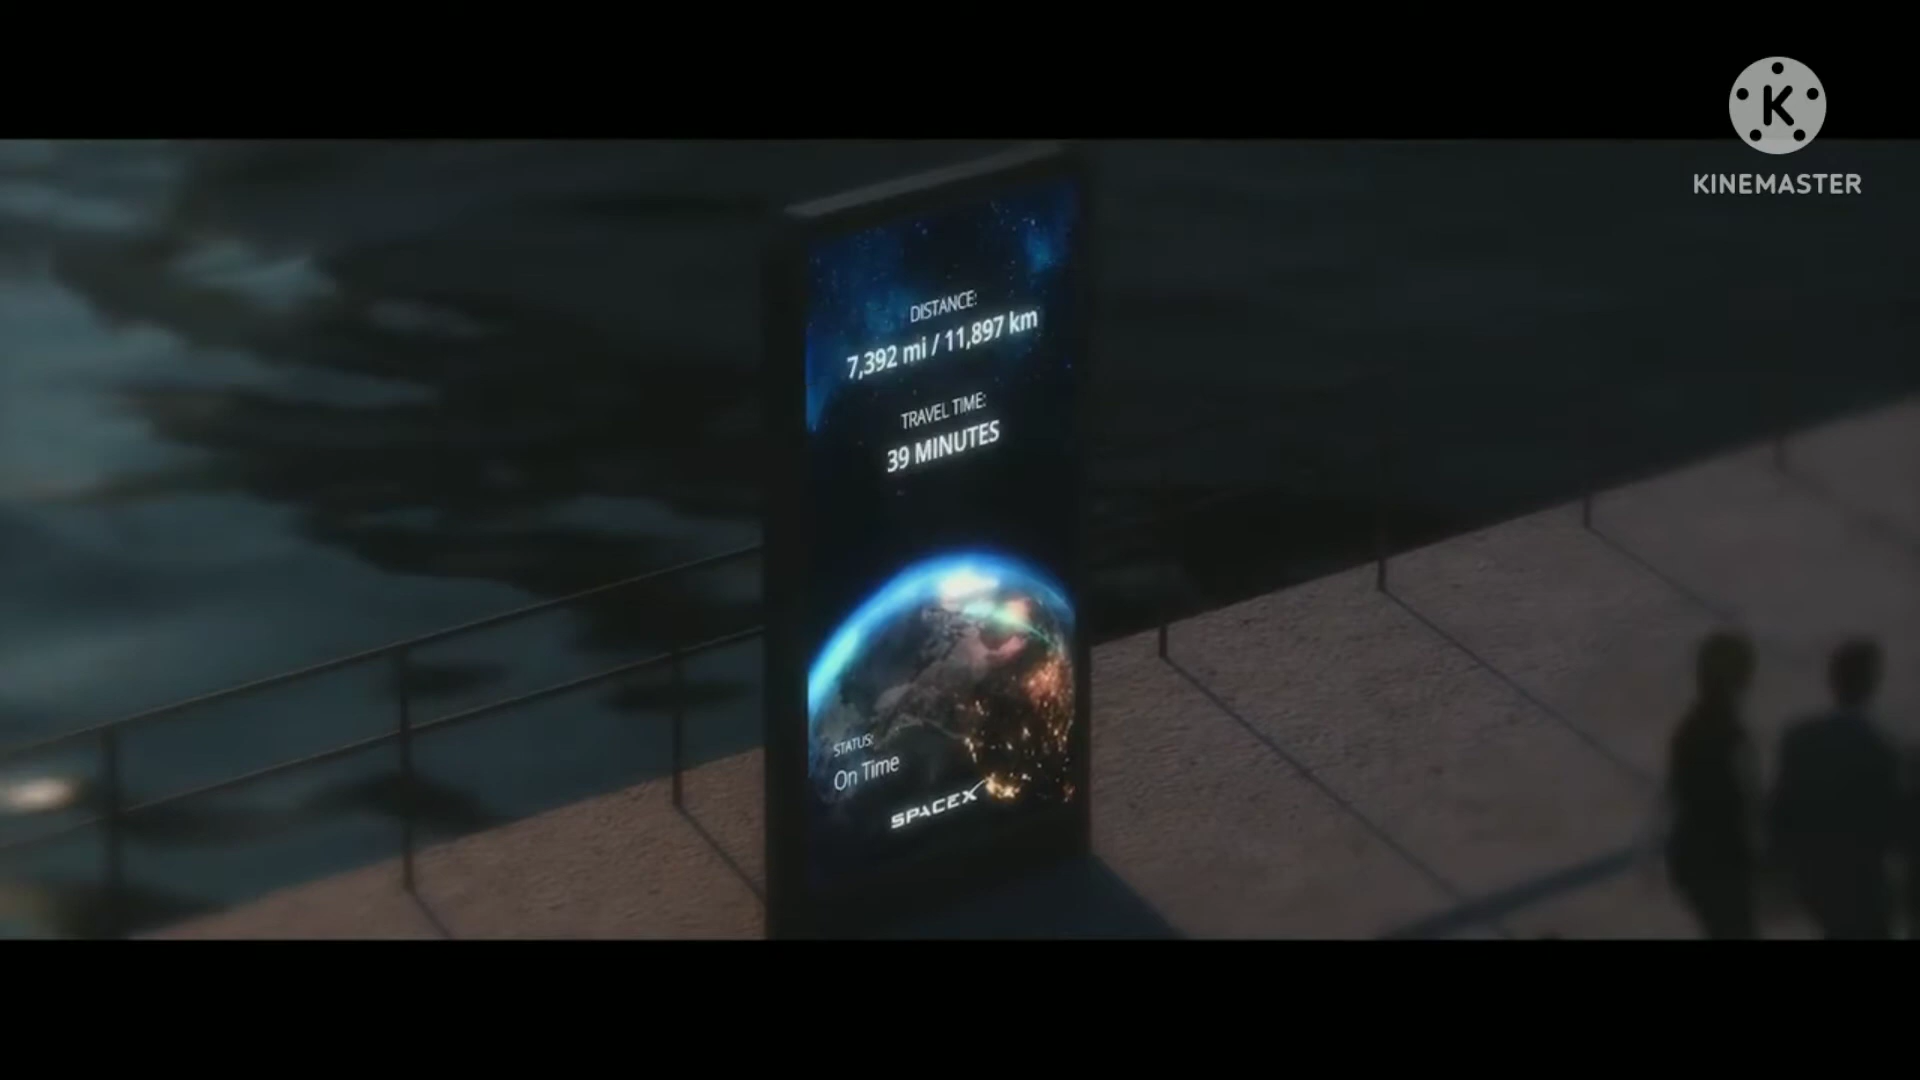 K
KINEMASTER
DISTANCE:
7,392 mi / 11,897 km
TRAVEL TIME:
39 MINUTES
STATUS:
On Time
SPACEX